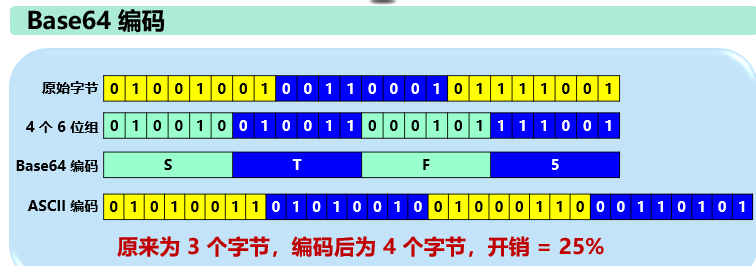 Base64 编码
原始字节 0 1 0 0 1 0 0 1 0 0 1 1 0 0 0 1 0 1 1 1 1 0 0 1
4 个 6 位组 0 1 0 0 1 0 0 1 0 0 1 1 0 0 0 1 0 1 1 1 1 0 0 1
Base64 编码 S T F 5
ASCII 编码 0 1 0 1 0 0 1 1 0 1 0 1 0 0 1 0 0 1 0 0 0 1 1 0 0 0 1 1 0 1 0 1
原来为 3 个字节，编码后为 4 个字节，开销 = 25%